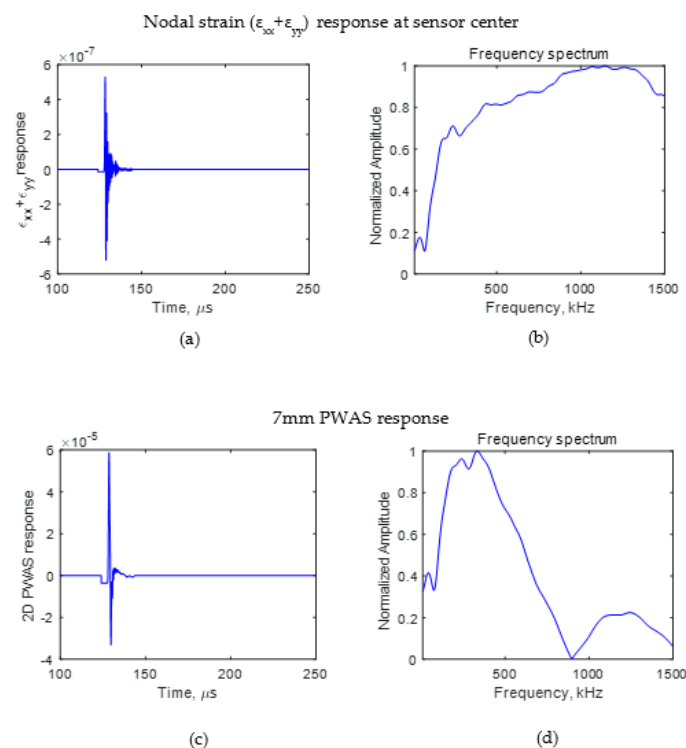 Nodal strain (εxx+εyy) response at sensor center
×10-7
6
4
2
0
-2
-4
-6
100
150
200
250
εxx+εyy response
Time, μs
(a)
Frequency spectrum
1
0.8
0.6
0.4
0.2
0
500
1000
1500
Normalized Amplitude
Frequency, kHz
(b)
7mm PWAS response
×10-5
6
4
2
0
-2
-4
100
150
200
250
2D PWAS response
Time, μs
(c)
Frequency spectrum
1
0.8
0.6
0.4
0.2
0
500
1000
1500
Normalized Amplitude
Frequency, kHz
(d)